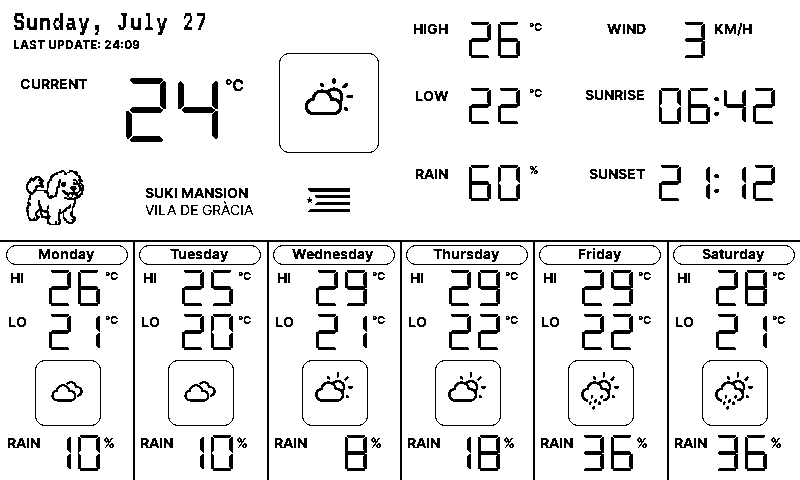 Sunday, July 27
LAST UPDATE: 24:09
CURRENT 24 °C
HIGH 26 °C
WIND 3 KM/H
LOW 22 °C
SUNRISE 06:42
RAIN 60 %
SUNSET 21:12
SUKI MANSION
VILA DE GRÀCIA
Monday
HI 26 °C
LO 21 °C
RAIN 10 %
Tuesday
HI 25 °C
LO 20 °C
RAIN 10 %
Wednesday
HI 29 °C
LO 21 °C
RAIN 8 %
Thursday
HI 29 °C
LO 22 °C
RAIN 18 %
Friday
HI 29 °C
LO 22 °C
RAIN 36 %
Saturday
HI 28 °C
LO 21 °C
RAIN 36 %